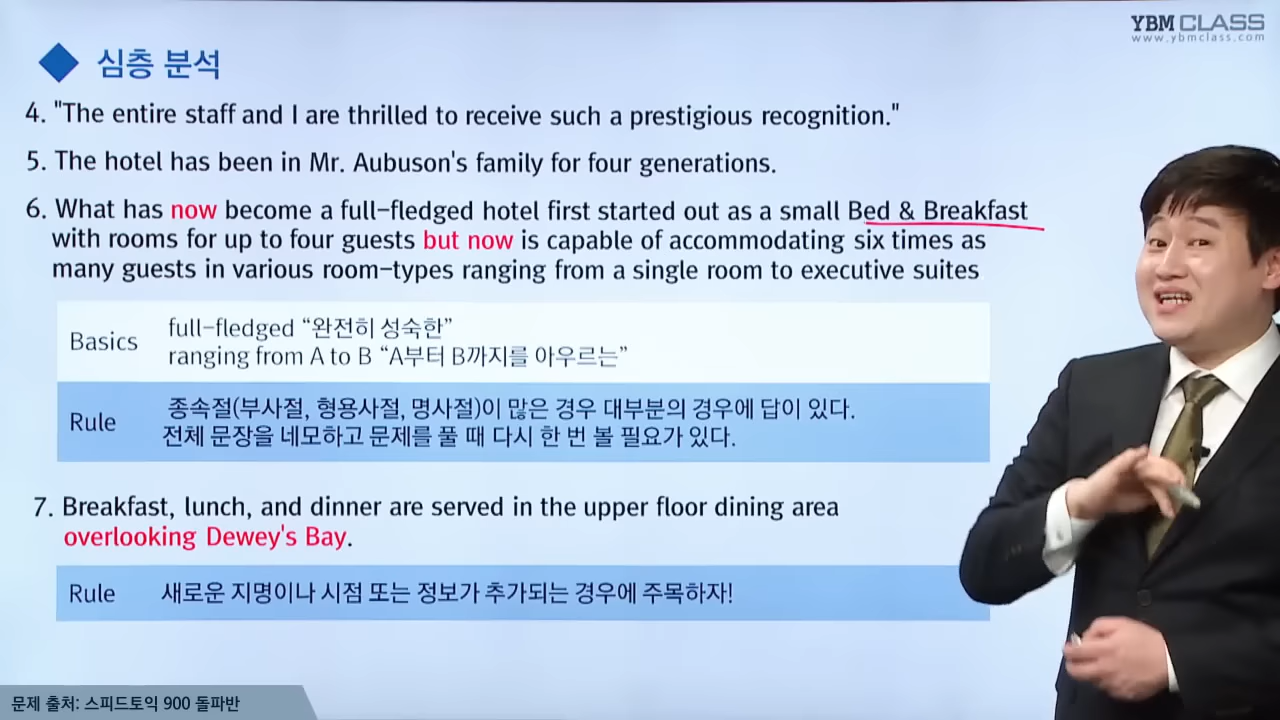 YBM CLASS
www.ybmclass.com
심층 분석
4. "The entire staff and I are thrilled to receive such a prestigious recognition."
5. The hotel has been in Mr. Aubuson's family for four generations.
6. What has now become a full-fledged hotel first started out as a small Bed & Breakfast
with rooms for up to four guests but now is capable of accommodating six times as
many guests in various room-types ranging from a single room to executive suites
Basics
full-fledged “완전히 성숙한”
ranging from A to B “A부터 B까지를 아우르는”
Rule
종속절(부사절, 형용사절, 명사절)이 많은 경우 대부분의 경우에 답이 있다.
전체 문장을 네모하고 문제를 풀 때 다시 한 번 볼 필요가 있다.
7. Breakfast, lunch, and dinner are served in the upper floor dining area
overlooking Dewey's Bay.
Rule
새로운 지명이나 시점 또는 정보가 추가되는 경우에 주목하자!
문제 출처: 스피드토익 900 돌파반